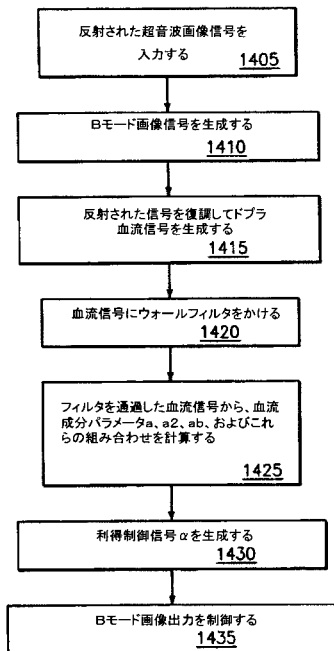 反射された超音波画像信号を
入力する
1405
Bモード画像信号を生成する
1410
反射された信号を復調してドプラ
血流信号を生成する
1415
血流信号にウォールフィルタをかける
1420
フィルタを通過した血流信号から、血流
成分パラメータa、a2、ab、およびこれ
らの組み合わせを計算する
1425
利得制御信号αを生成する
1430
Bモード画像出力を制御する
1435